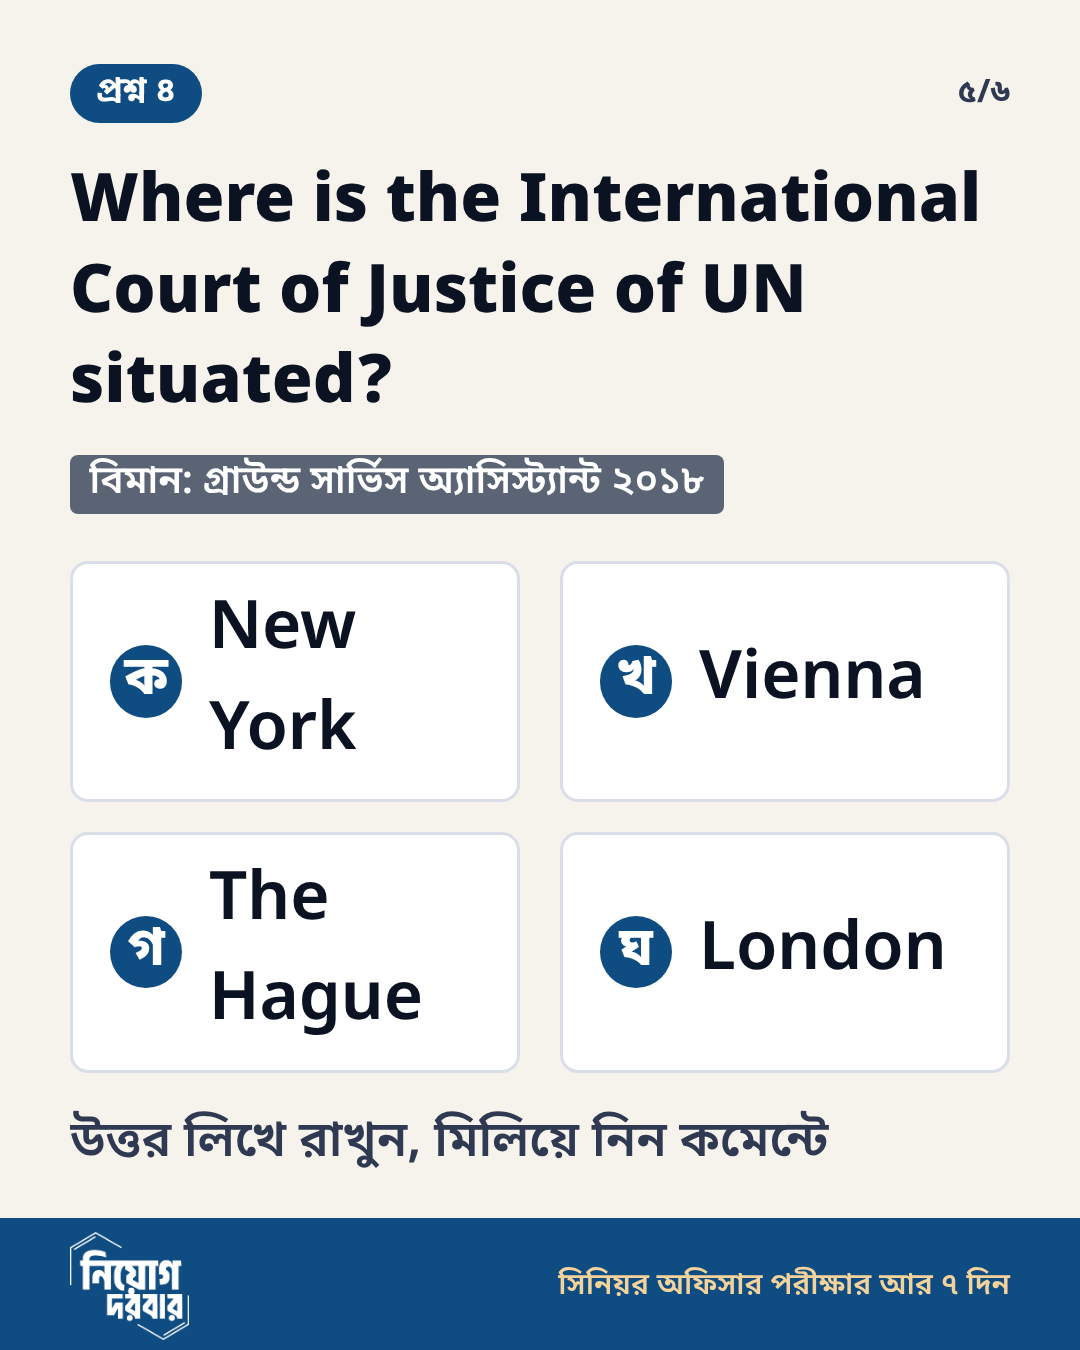 প্রশ্ন ৪
৫/৬
Where is the International
Court of Justice of UN
situated?
বিমান: গ্রাউন্ড সার্ভিস অ্যাসিস্ট্যান্ট ২০১৮
ক
New
York
খ
Vienna
গ
The
Hague
ঘ
London
উত্তর লিখে রাখুন, মিলিয়ে নিন কমেন্টে
নিয়োগ
দরবার
সিনিয়র অফিসার পরীক্ষার আর ৭ দিন